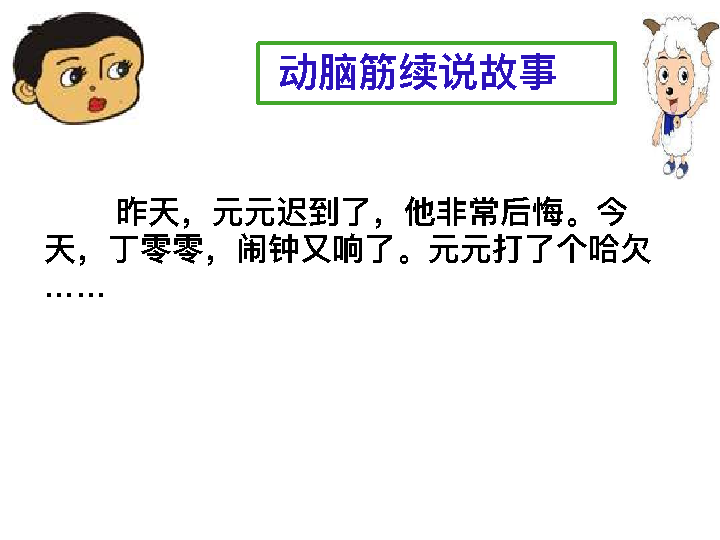 动脑筋续说故事
昨天，元元迟到了，他非常后悔。今
天，丁零零，闹钟又响了。元元打了个哈欠
……